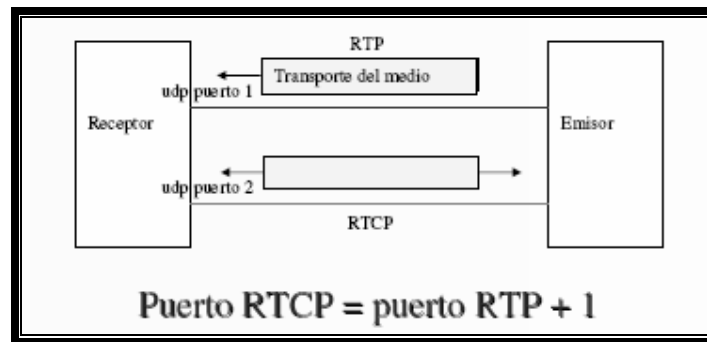 RTP
Transporte del medio
udp puerto 1
Receptor
Emisor
udp puerto 2
RTCP
Puerto RTCP = puerto RTP + 1